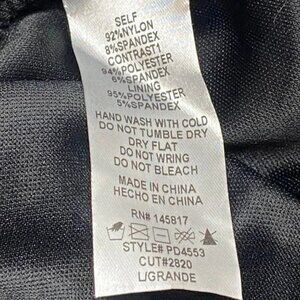 SELF
92%NYLON
8%SPANDEX
CONTRAST1
94%POLYESTER
6%SPANDEX
LINING
95%POLYESTER
5%SPANDEX
HAND WASH WITH COLD
DO NOT TUMBLE DRY
DRY FLAT
DO NOT WRING
DO NOT BLEACH
MADE IN CHINA
HECHO EN CHINA
RN# 145817
STYLE# PD4553
CUT#2820
L/GRANDE